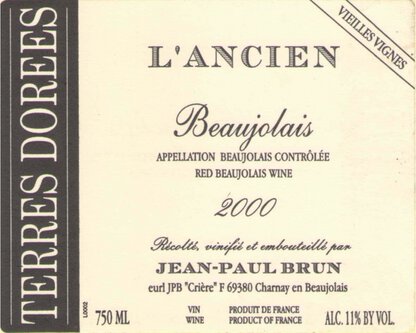 TERRES DOREES
VIEILLES VIGNES
L'ANCIEN
Beaujolais
APPELLATION BEAUJOLAIS CONTRÔLÉE
RED BEAUJOLAIS WINE
2000
Récolté, vinifié et embouteillé par
JEAN-PAUL BRUN
eurl JPB "Crière" F 69380 Charnay en Beaujolais
L0002
750 ML
VIN
WINE
PRODUIT DE FRANCE
PRODUCT OF FRANCE
ALC. 11% BY VOL.